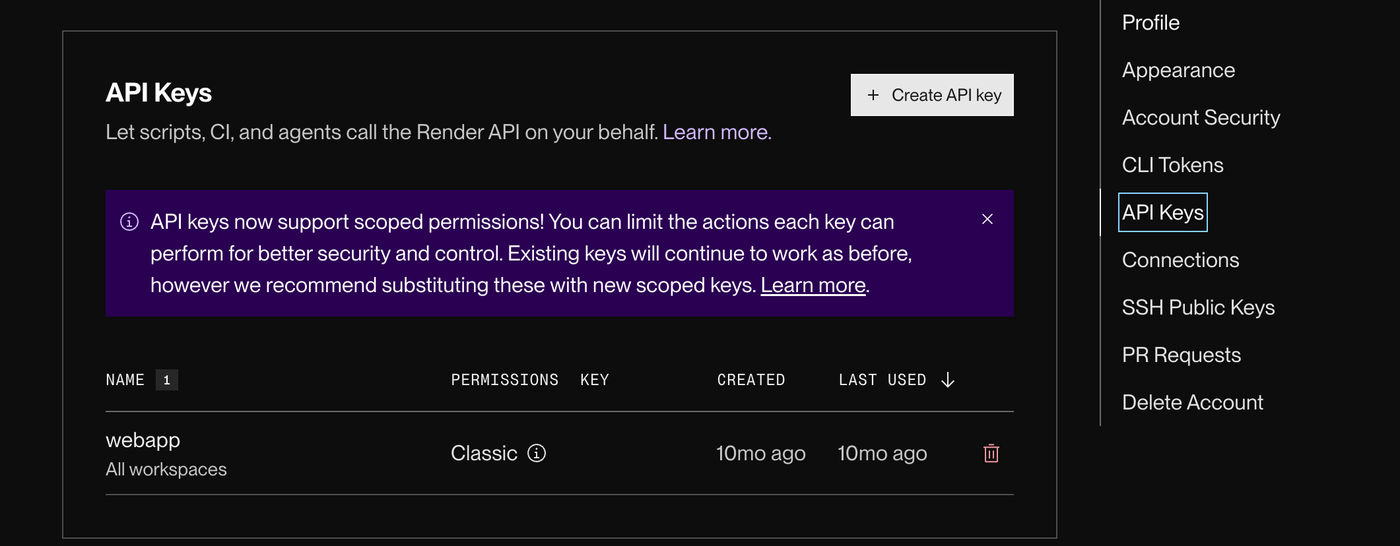 API Keys
+ Create API key
Let scripts, CI, and agents call the Render API on your behalf. Learn more.
API keys now support scoped permissions! You can limit the actions each key can
perform for better security and control. Existing keys will continue to work as before,
however we recommend substituting these with new scoped keys. Learn more.
NAME 1 PERMISSIONS KEY CREATED LAST USED ↓
webapp
All workspaces
Classic 10mo ago 10mo ago
Profile
Appearance
Account Security
CLI Tokens
API Keys
Connections
SSH Public Keys
PR Requests
Delete Account